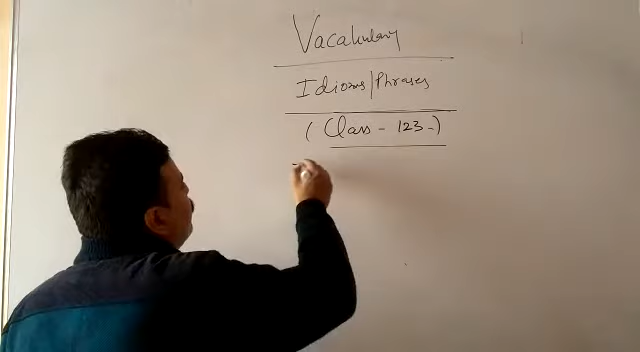 Vacabulary
Idioms/Phrases
( Class - 123 - )